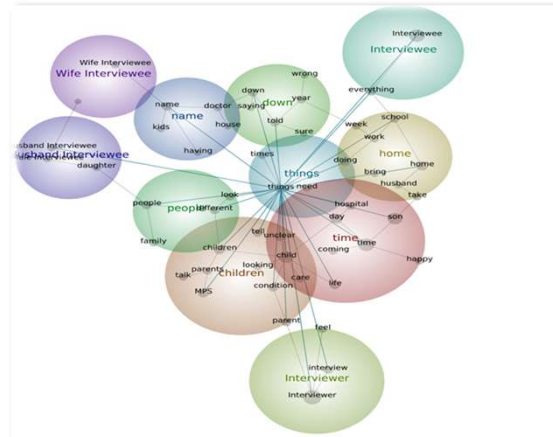 Interviewee
Interviewee
Wife Interviewee
Wife Interviewee
wrong
everything
down
year
name
doctor
saying
down
name
school
kids
house
told
week
sure
work
usband Interviewee
having
times
doing
home
usband Interviewee
daughter
things
bring
home
things need
husband
look
take
people
people
different
hospital
day
son
family
tell
unclear
time
time
children
coming
child
happy
looking
parents
children
talk
care
condition
life
MPS
parent
feel
interview
Interviewer
Interviewer